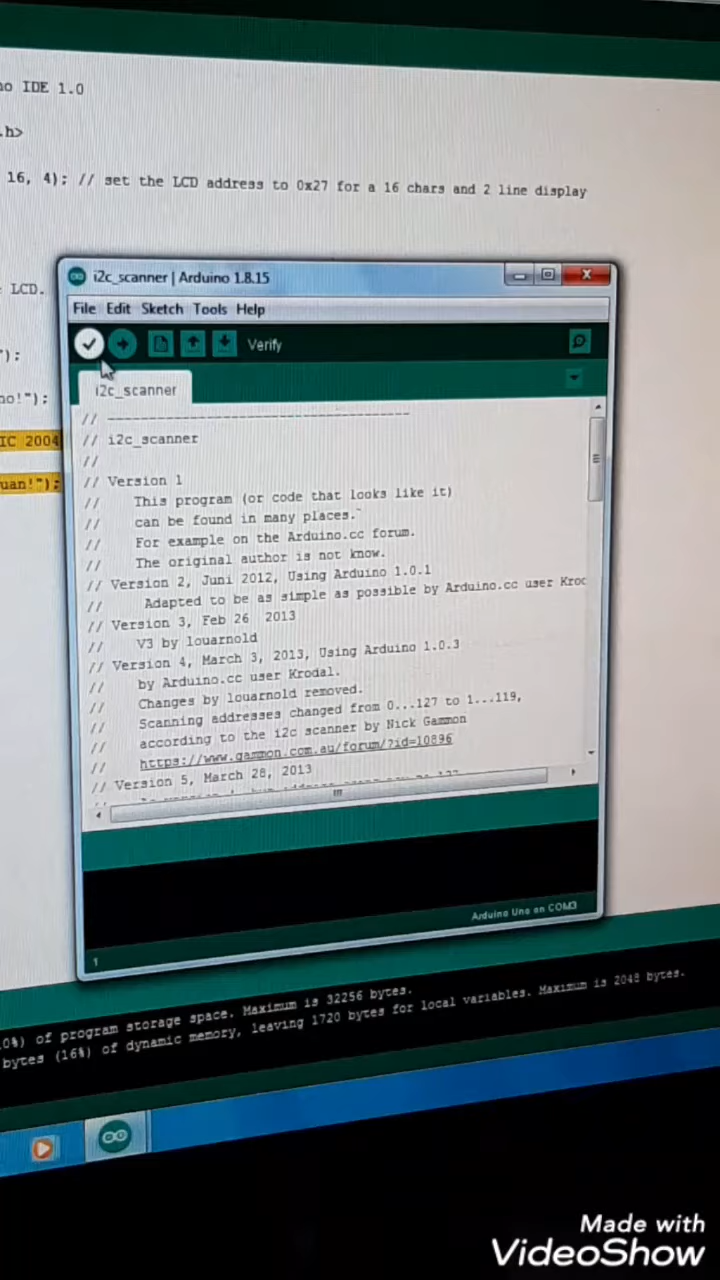 no IDE 1.0
.h>
16, 4); // set the LCD address to 0x27 for a 16 chars and 2 line display
LCD.
");
no!");
IC 2004
uan!");
i2c_scanner | Arduino 1.8.15
File Edit Sketch Tools Help
Verify
i2c_scanner
// ----------------------------------------
// i2c_scanner
//
// Version 1
// This program (or code that looks like it)
// can be found in many places.
// For example on the Arduino.cc forum.
// The original author is not know.
// Version 2, Juni 2012, Using Arduino 1.0.1
// Adapted to be as simple as possible by Arduino.cc user Kro
// Version 3, Feb 26 2013
// V3 by louarnold
// Version 4, March 3, 2013, Using Arduino 1.0.3
// by Arduino.cc user Krodal.
// Changes by louarnold removed.
// Scanning addresses changed from 0...127 to 1...119,
// according to the i2c scanner by Nick Gammon
// https://www.gammon.com.au/forum/?id=10896
// Version 5, March 28, 2013
1
Arduino Uno on COM3
0%) of program storage space. Maximum is 32256 bytes.
bytes (16%) of dynamic memory, leaving 1720 bytes for local variables. Maximum is 2048 bytes.
Made with
VideoShow